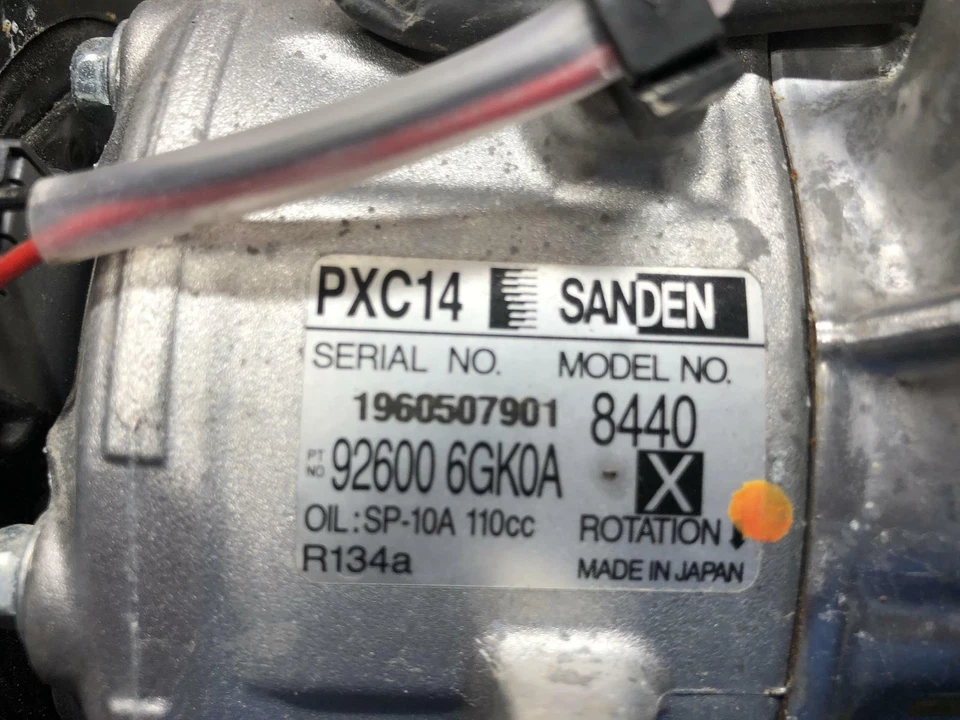 PXC14 SANDEN
SERIAL NO. MODEL NO.
1960507901 8440
PT NO 92600 6GK0A X
OIL:SP-10A 110cc ROTATION
R134a MADE IN JAPAN